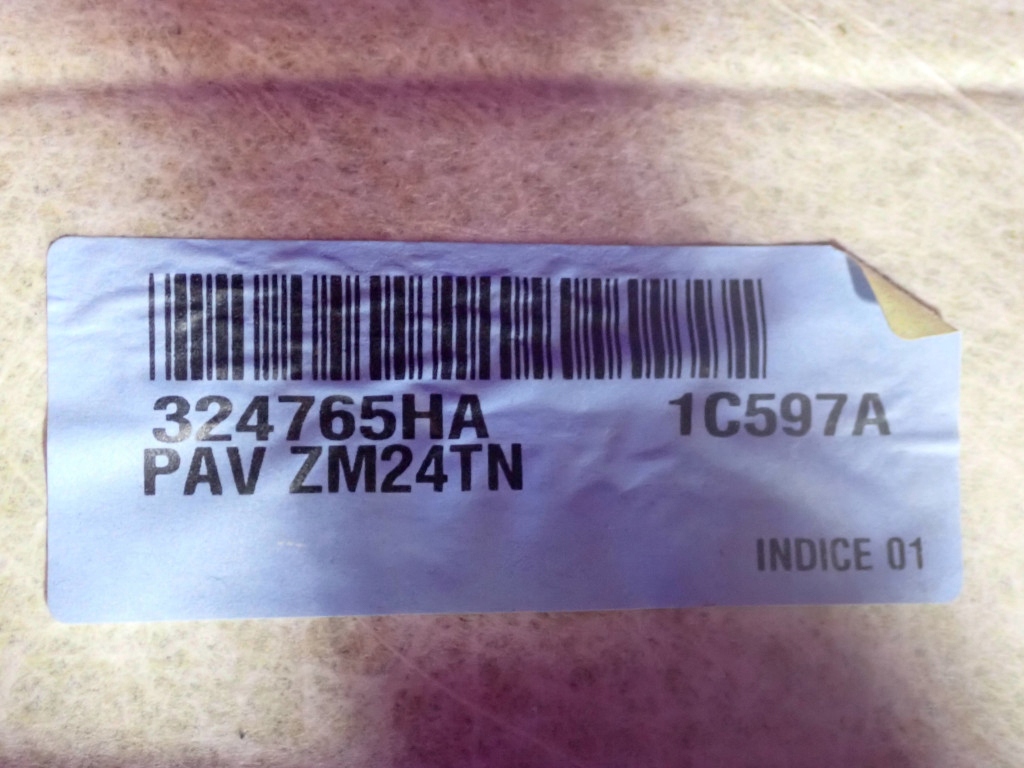 324765HA 1C597A
PAV ZM24TN
INDICE 01